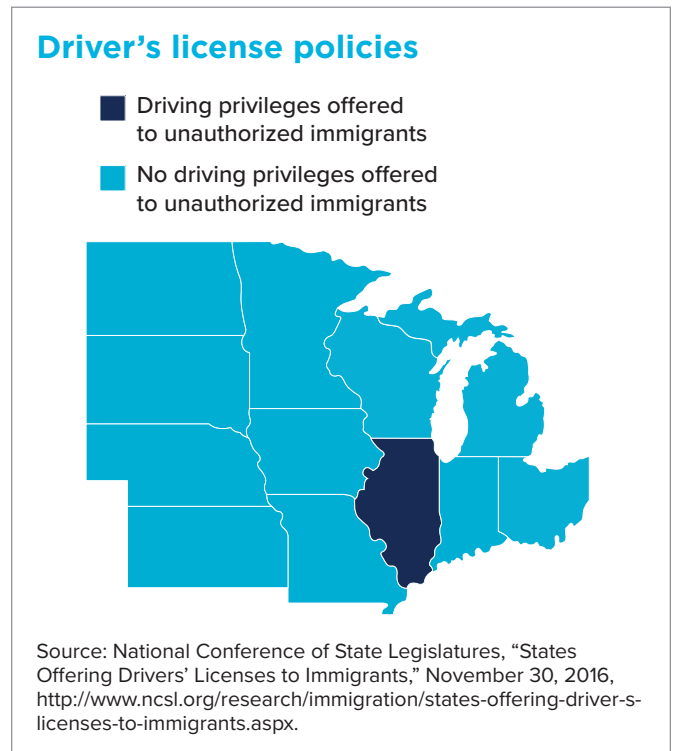 Driver’s license policies
Driving privileges offered
to unauthorized immigrants
No driving privileges offered
to unauthorized immigrants
Source: National Conference of State Legislatures, “States
Offering Drivers’ Licenses to Immigrants,” November 30, 2016,
http://www.ncsl.org/research/immigration/states-offering-driver-s-
licenses-to-immigrants.aspx.